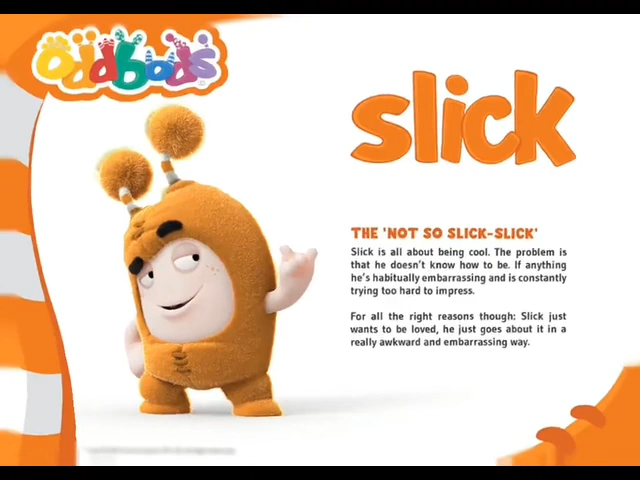 Oddbods
slick
THE 'NOT SO SLICK-SLICK'
Slick is all about being cool. The problem is
that he doesn't know how to be. If anything
he's habitually embarrassing and is constantly
trying too hard to impress.
For all the right reasons though: Slick just
wants to be loved, he just goes about it in a
really awkward and embarrassing way.